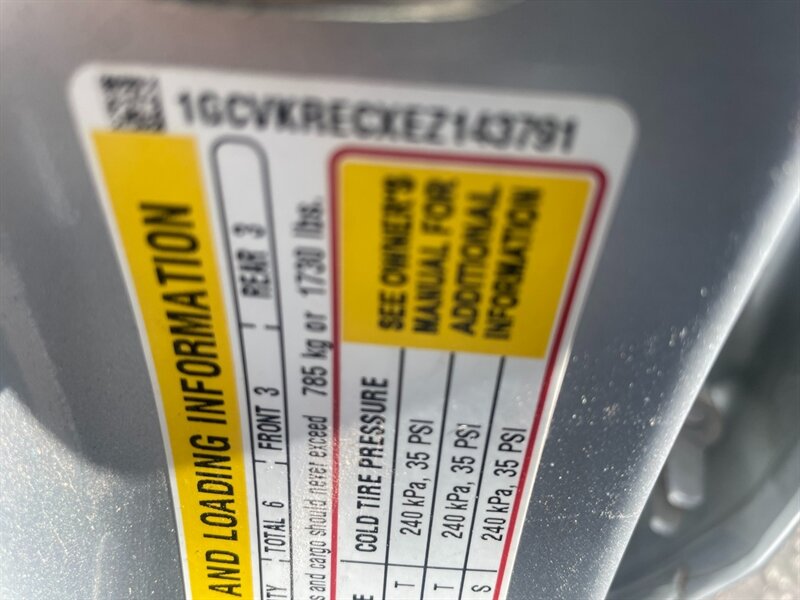 1GCVKRECXEZ143791
AND LOADING INFORMATION
TOTAL 6 FRONT 3 REAR 3
and cargo should never exceed 785 kg or 1730 lbs.
COLD TIRE PRESSURE
SEE OWNER'S
MANUAL FOR
ADDITIONAL
INFORMATION
T 240 kPa, 35 PSI
T 240 kPa, 35 PSI
S 240 kPa, 35 PSI